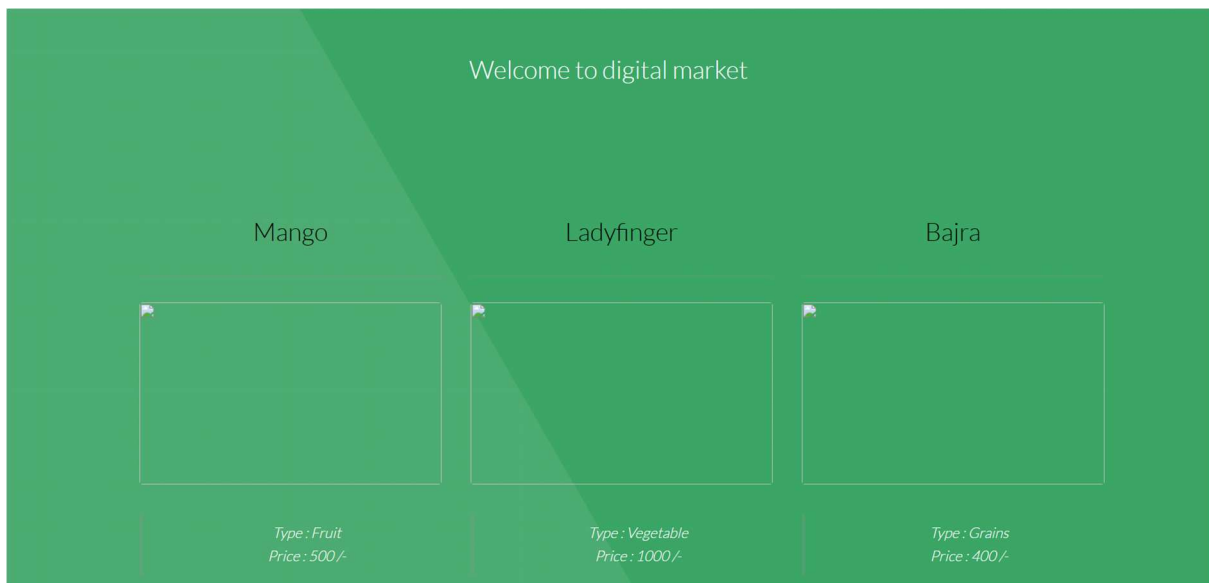 Welcome to digital market
Mango
Ladyfinger
Bajra
Type : Fruit
Price : 500 /-
Type : Vegetable
Price : 1000 /-
Type : Grains
Price : 400 /-